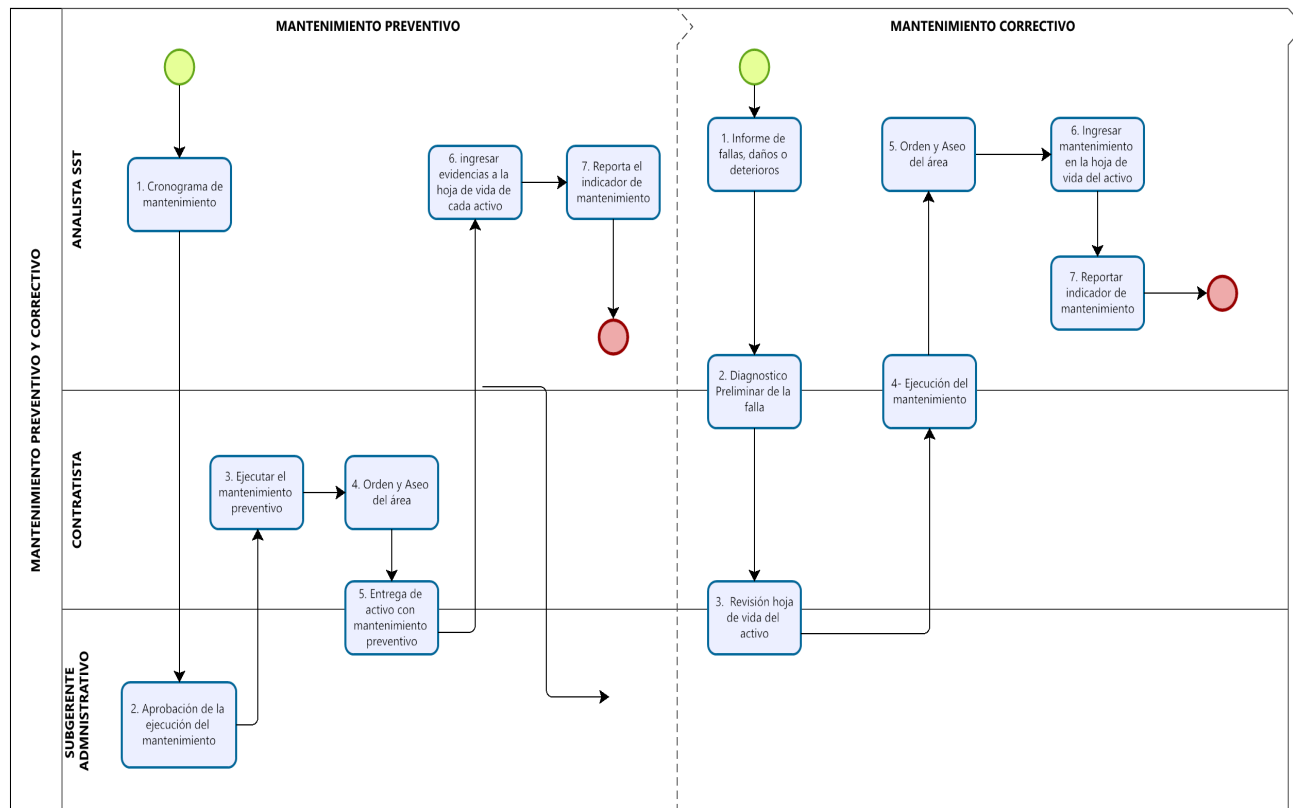 MANTENIMIENTO PREVENTIVO
MANTENIMIENTO CORRECTIVO
MANTENIMIENTO PREVENTIVO Y CORRECTIVO
ANALISTA SST
1. Cronograma de
mantenimiento
6. ingresar
evidencias a la
hoja de vida de
cada activo
7. Reporta el
indicador de
mantenimiento
1. Informe de
fallas, daños o
deterioros
5. Orden y Aseo
del área
6. Ingresar
mantenimiento
en la hoja de
vida del activo
7. Reportar
indicador de
mantenimiento
2. Diagnostico
Preliminar de la
falla
4- Ejecución del
mantenimiento
CONTRATISTA
3. Ejecutar el
mantenimiento
preventivo
4. Orden y Aseo
del área
5. Entrega de
activo con
mantenimiento
preventivo
3. Revisión hoja
de vida del
activo
SUBGERENTE
ADMNISTRATIVO
2. Aprobación de la
ejecución del
mantenimiento